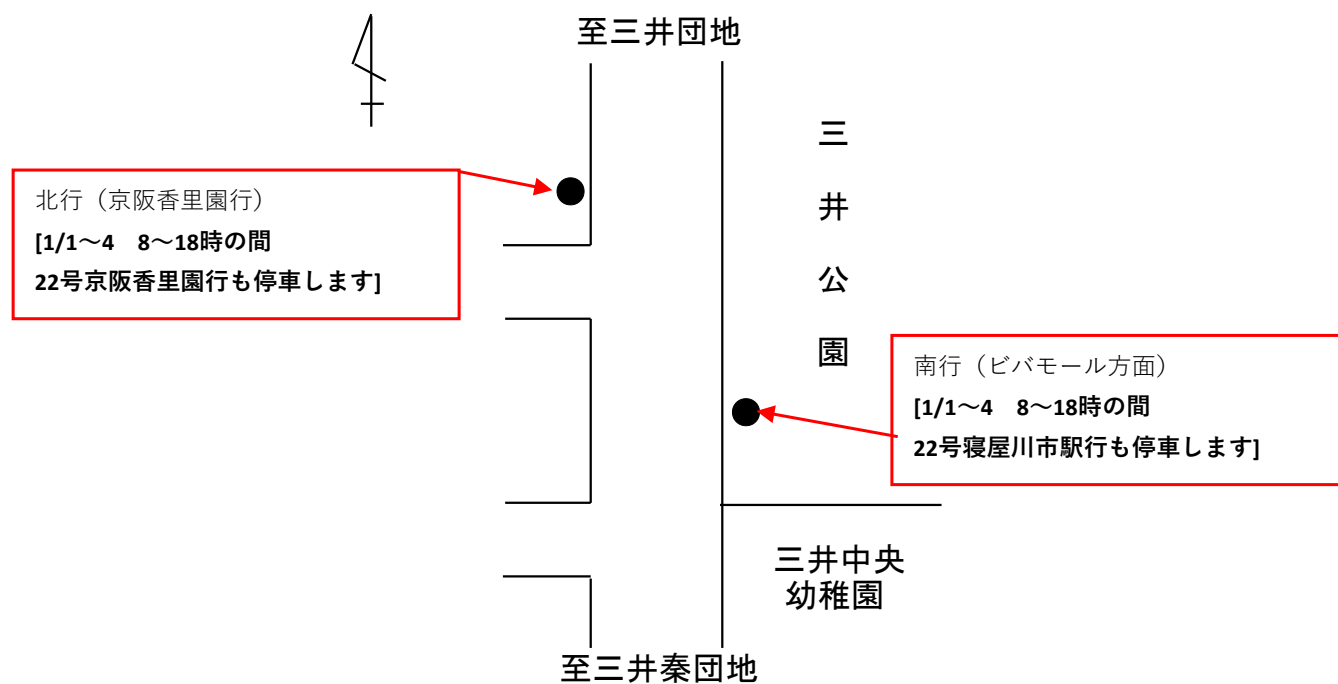 至三井団地
三井公園
北行（京阪香里園行）
[1/1～4　8～18時の間
22号京阪香里園行も停車します]
南行（ビバモール方面）
[1/1～4　8～18時の間
22号寝屋川市駅行も停車します]
三井中央
幼稚園
至三井秦団地